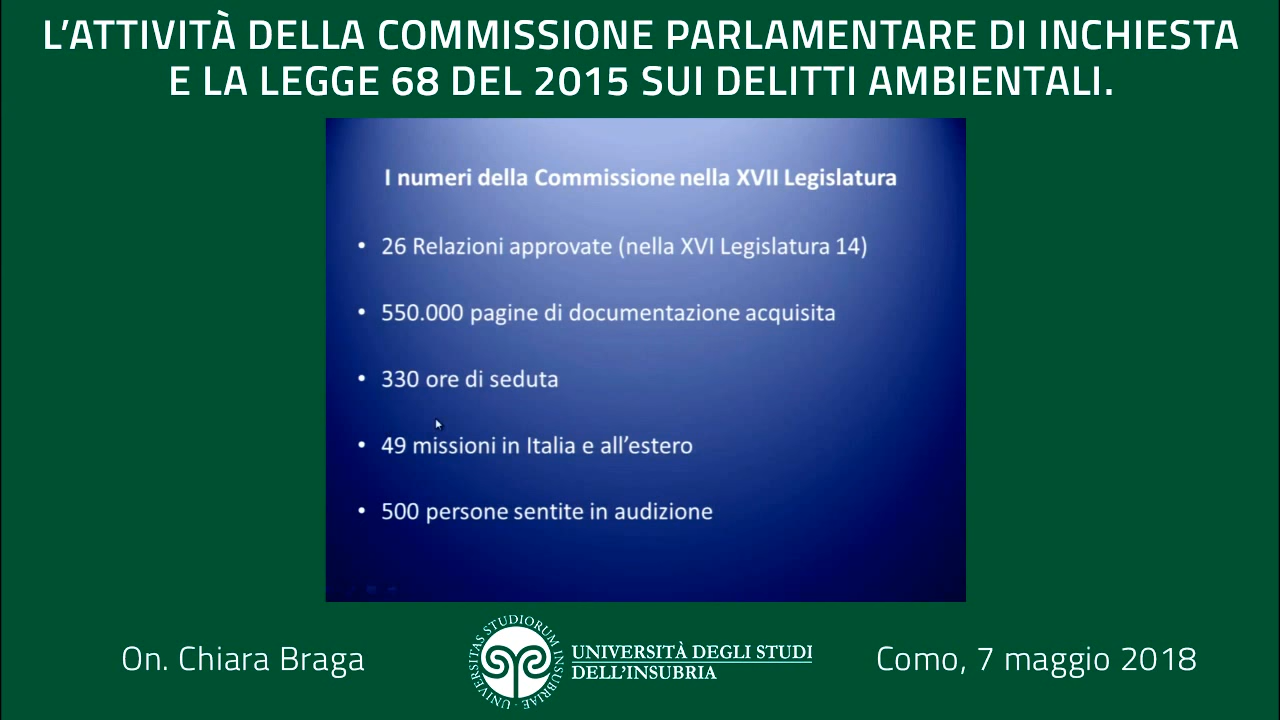 L'ATTIVITÀ DELLA COMMISSIONE PARLAMENTARE DI INCHIESTA
E LA LEGGE 68 DEL 2015 SUI DELITTI AMBIENTALI.
I numeri della Commissione nella XVII Legislatura
• 26 Relazioni approvate (nella XVI Legislatura 14)
• 550.000 pagine di documentazione acquisita
• 330 ore di seduta
• 49 missioni in Italia e all'estero
• 500 persone sentite in audizione
On. Chiara Braga
UNIVERSITAS STUDIORUM INSUBRIAE
UNIVERSITÀ DEGLI STUDI
DELL'INSUBRIA
Como, 7 maggio 2018